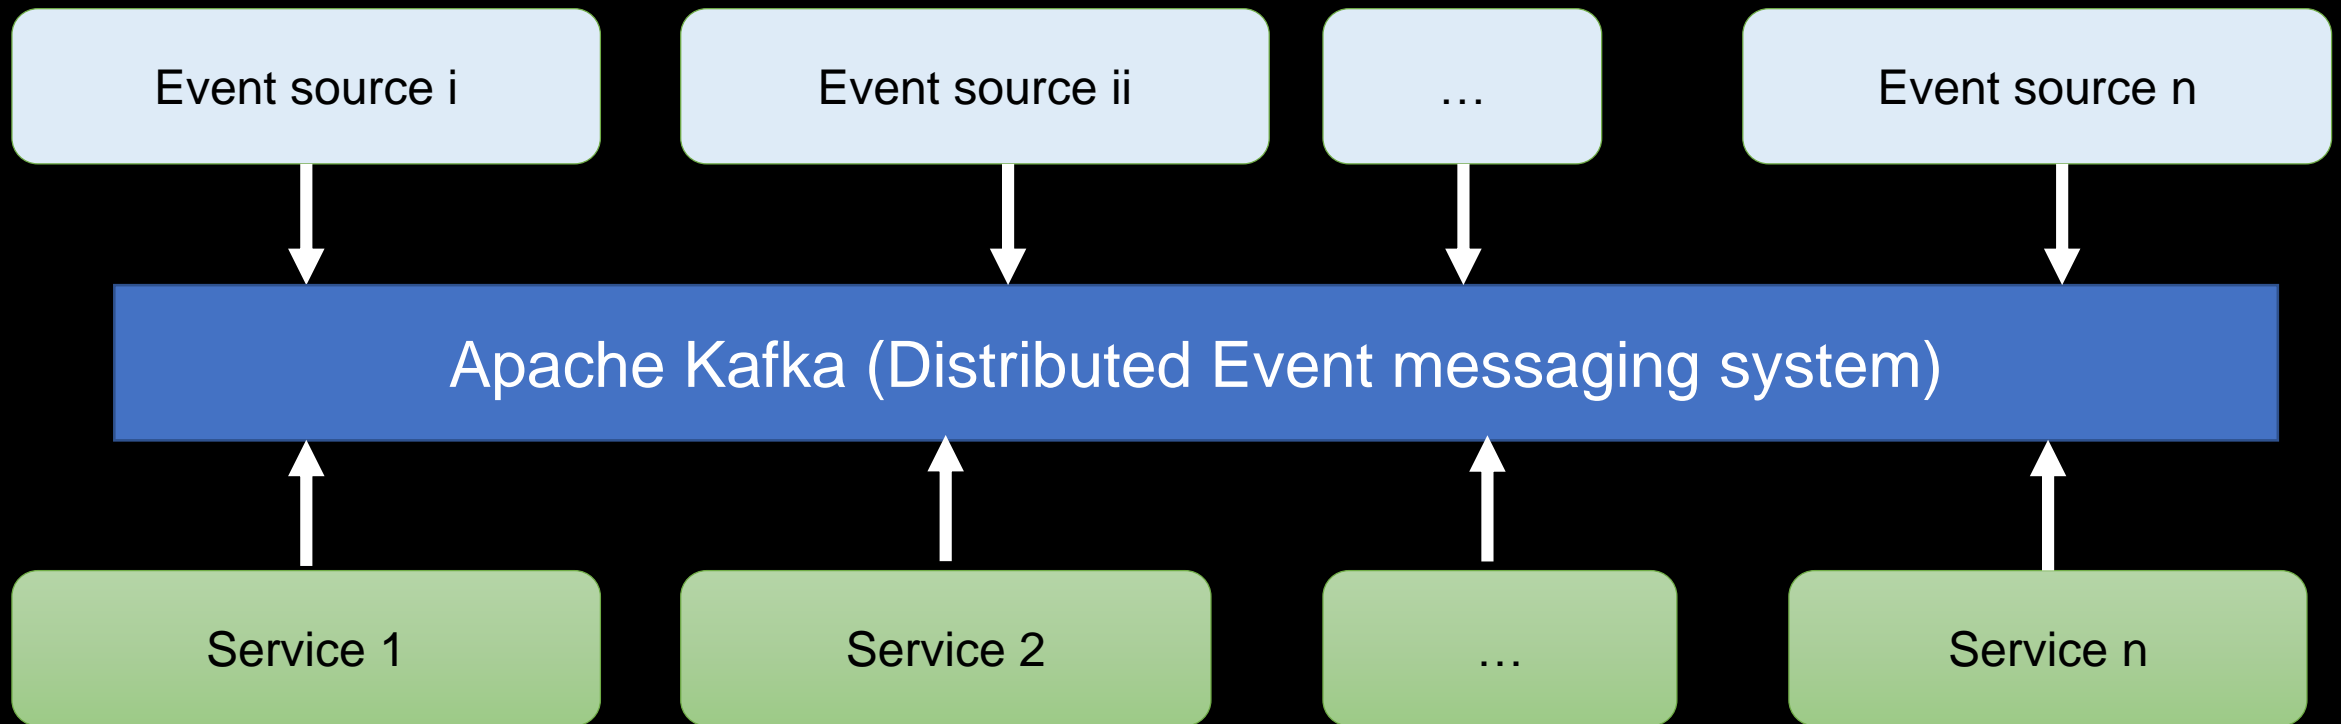 Event source i
Event source ii
…
Event source n
Apache Kafka (Distributed Event messaging system)
Service 1
Service 2
…
Service n